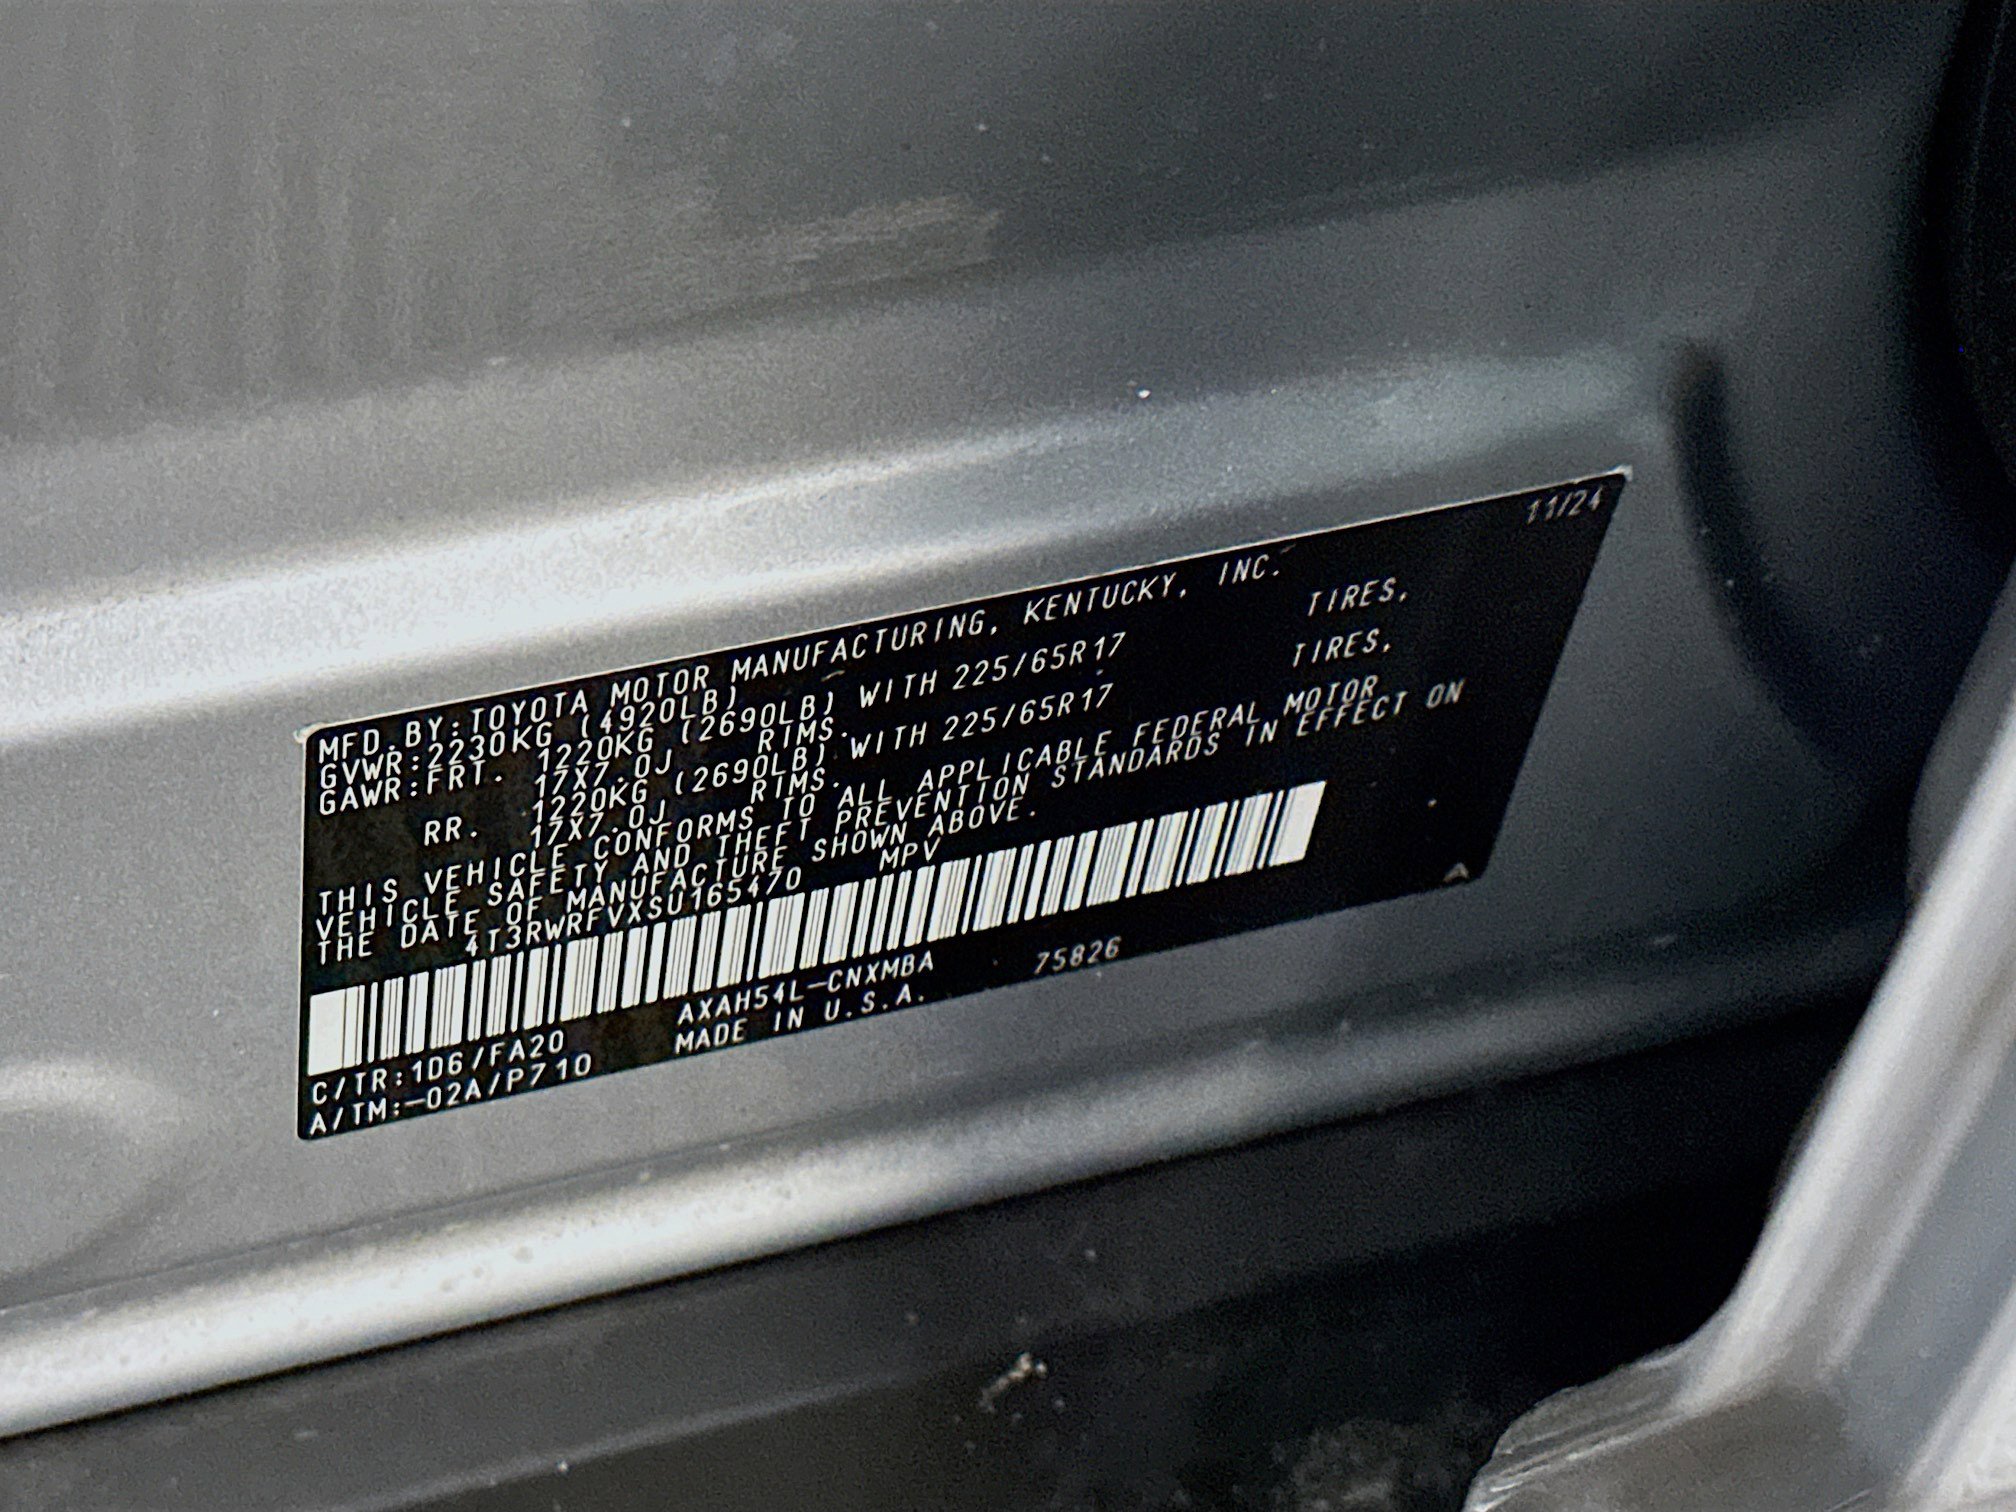 11/24
MFD.BY:TOYOTA MOTOR MANUFACTURING, KENTUCKY, INC.
GVWR:2230KG (4920LB)
GAWR:FRT. 1220KG (2690LB) WITH 225/65R17 TIRES,
17X7.0J RIMS.
RR. 1220KG (2690LB) WITH 225/65R17 TIRES,
17X7.0J RIMS.
THIS VEHICLE CONFORMS TO ALL APPLICABLE FEDERAL MOTOR
VEHICLE SAFETY AND THEFT PREVENTION STANDARDS IN EFFECT ON
THE DATE OF MANUFACTURE SHOWN ABOVE.
4T3RWRFVXSU165470 MPV
A
C/TR:1D6/FA20 AXAH54L-CNXMBA 75826
A/TM:-02A/P710 MADE IN U.S.A.